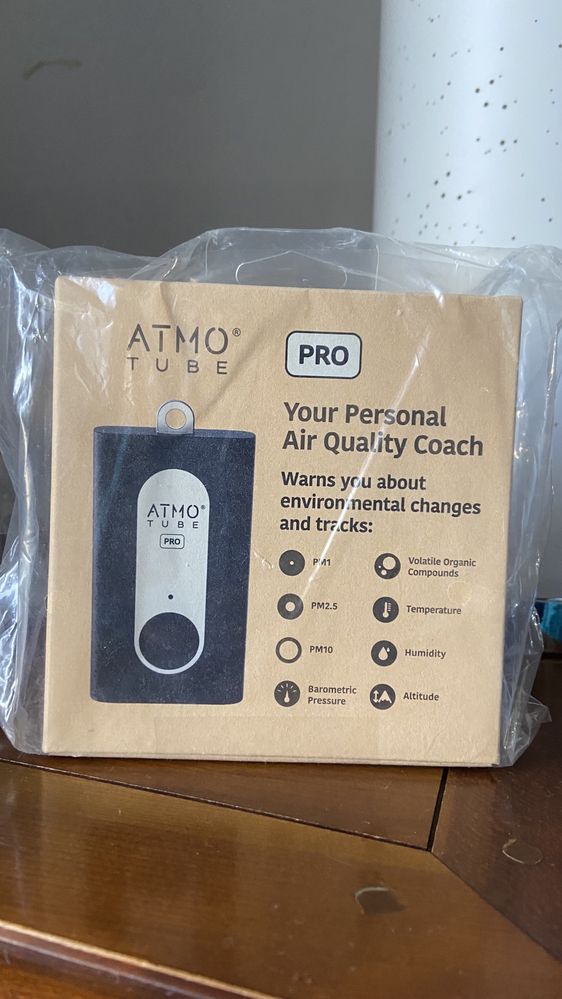 ATMO®
TUBE
PRO
Your Personal
Air Quality Coach
Warns you about
environmental changes
and tracks:
ATMO®
TUBE
PRO
PM1
Volatile Organic
Compounds
PM2.5
Temperature
PM10
Humidity
Barometric
Pressure
Altitude